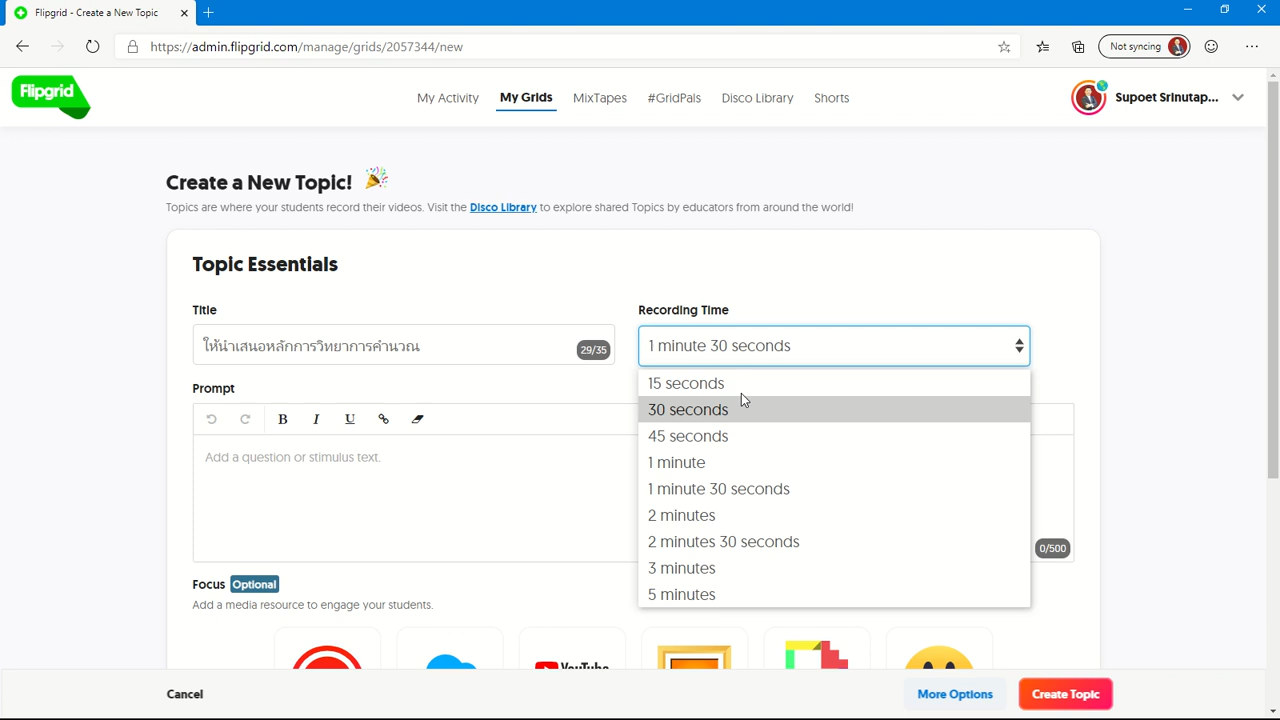 Flipgrid - Create a New Topic
https://admin.flipgrid.com/manage/grids/2057344/new
Not syncing
Flipgrid
My Activity
My Grids
MixTapes
#GridPals
Disco Library
Shorts
Supoet Srinutap...
Create a New Topic!
Topics are where your students record their videos. Visit the Disco Library to explore shared Topics by educators from around the world!
Topic Essentials
Title
Recording Time
ให้นำเสนอหลักการวิทยาการคำนวณ
29/35
1 minute 30 seconds
15 seconds
30 seconds
45 seconds
1 minute
1 minute 30 seconds
2 minutes
2 minutes 30 seconds
3 minutes
5 minutes
Prompt
B I U
Add a question or stimulus text.
0/500
Focus Optional
Add a media resource to engage your students.
YouTube
Cancel
More Options
Create Topic